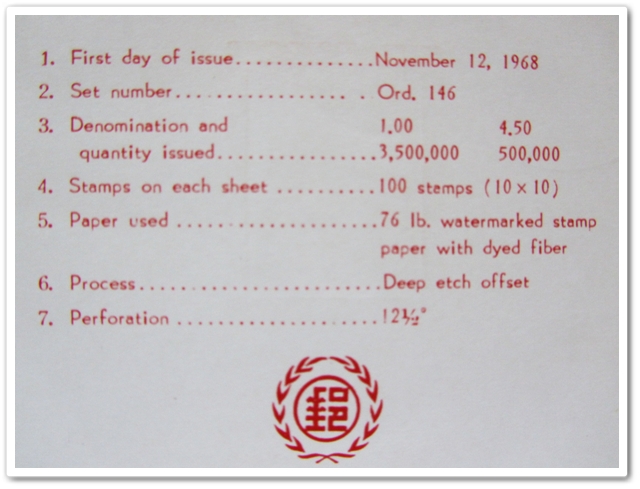 1. First day of issue..............November 12, 1968
2. Set number.................. . Ord. 146
3. Denomination and 1.00 4.50
quantity issued.................3,500,000 500,000
4. Stamps on each sheet ..........100 stamps (10 × 10)
5. Paper used .....................76 lb. watermarked stamp
paper with dyed fiber
6. Process.........................Deep etch offset
7. Perforation .....................12½°
郵